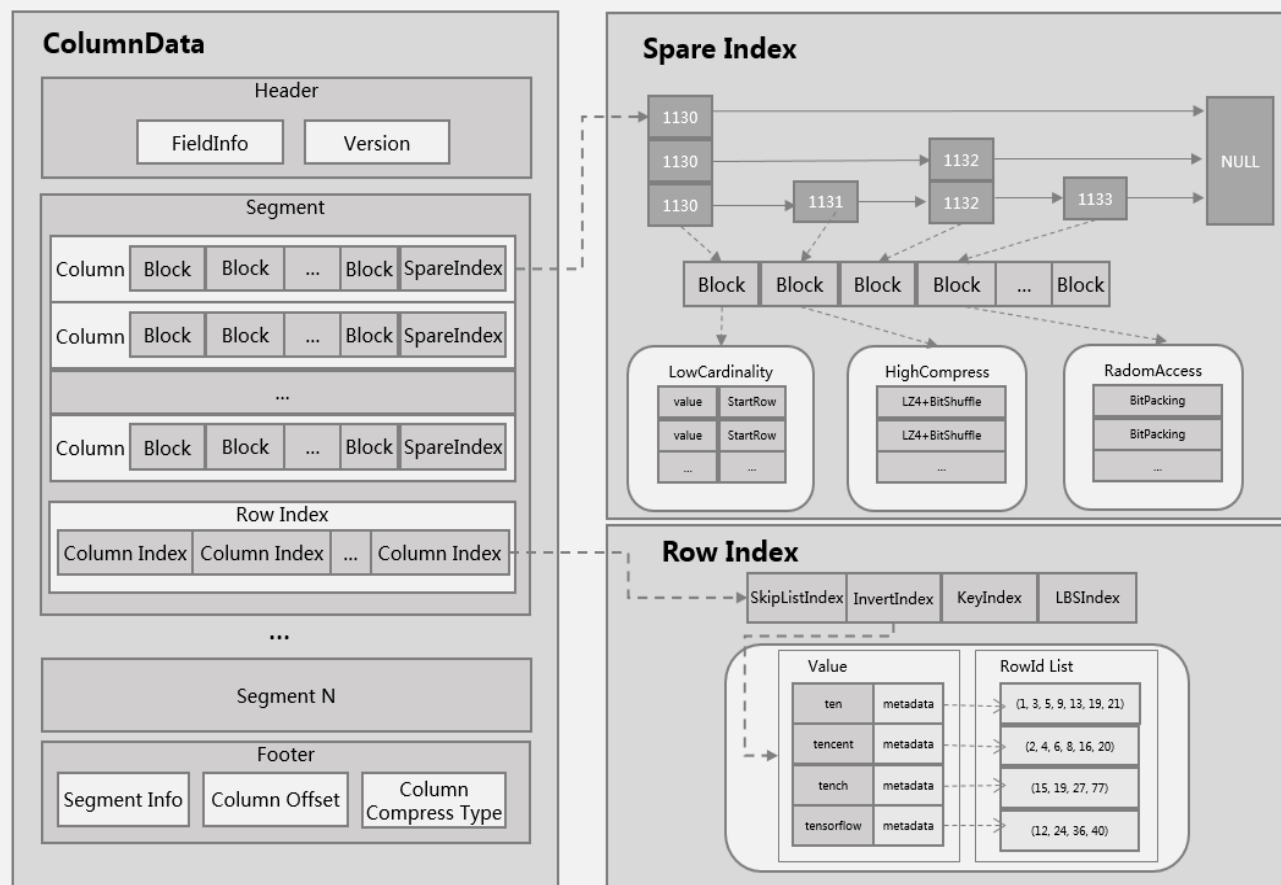 ColumnData
Header
FieldInfo
Version
Segment
Column Block Block ... Block SpareIndex
Column Block Block ... Block SpareIndex
...
Column Block Block ... Block SpareIndex
Row Index
Column Index Column Index ... Column Index
...
Segment N
Footer
Segment Info
Column Offset
Column
Compress Type
Spare Index
1130
1130 1132
1130 1131 1132 1133
NULL
Block Block Block Block ... Block
LowCardinality
value StartRow
value StartRow
... ...
HighCompress
LZ4+BitShuffle
LZ4+BitShuffle
...
RadomAccess
BitPacking
BitPacking
...
Row Index
SkipListIndex InvertIndex KeyIndex LBSIndex
Value RowId List
ten metadata (1, 3, 5, 9, 13, 19, 21)
tencent metadata (2, 4, 6, 8, 16, 20)
tench metadata (15, 19, 27, 77)
tensorflow metadata (12, 24, 36, 40)